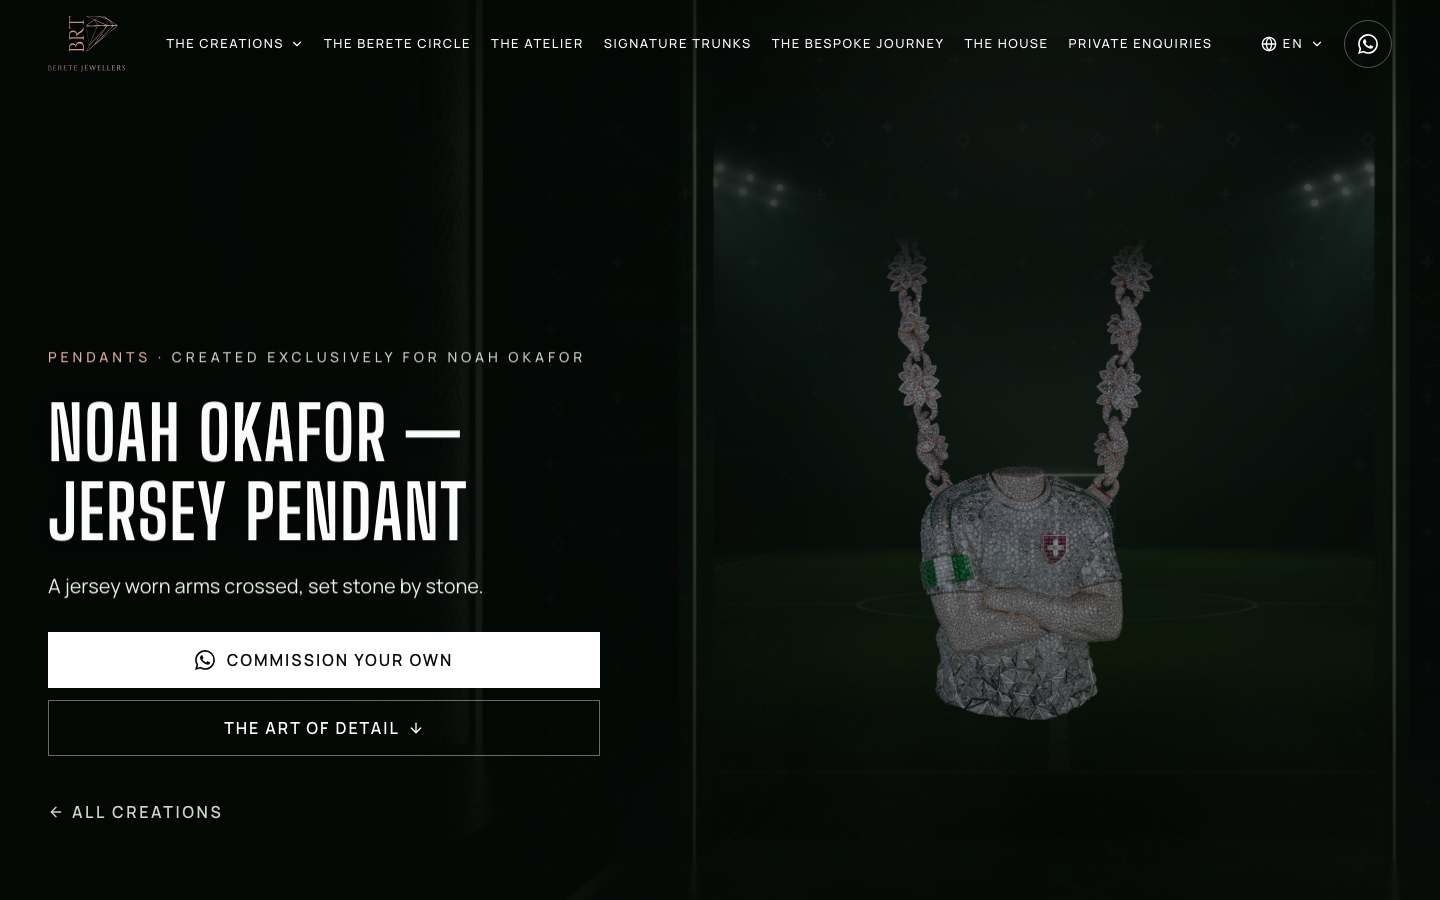 BRT
BERETE JEWELLERS
THE CREATIONS
THE BERETE CIRCLE
THE ATELIER
SIGNATURE TRUNKS
THE BESPOKE JOURNEY
THE HOUSE
PRIVATE ENQUIRIES
EN
PENDANTS · CREATED EXCLUSIVELY FOR NOAH OKAFOR
NOAH OKAFOR —
JERSEY PENDANT
A jersey worn arms crossed, set stone by stone.
COMMISSION YOUR OWN
THE ART OF DETAIL ↓
← ALL CREATIONS